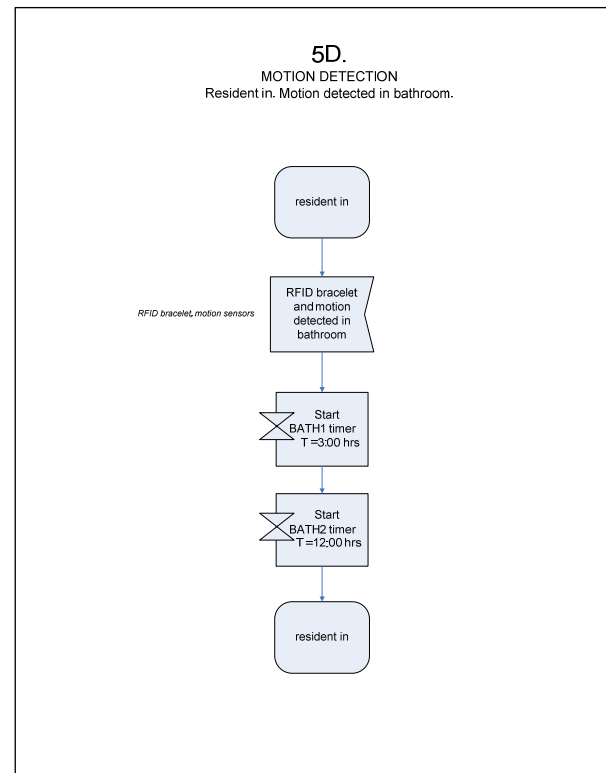 5D.
MOTION DETECTION
Resident in. Motion detected in bathroom.
resident in
RFID bracelet, motion sensors
RFID bracelet
and motion
detected in
bathroom
Start
BATH1 timer
T =3:00 hrs
Start
BATH2 timer
T =12:00 hrs
resident in